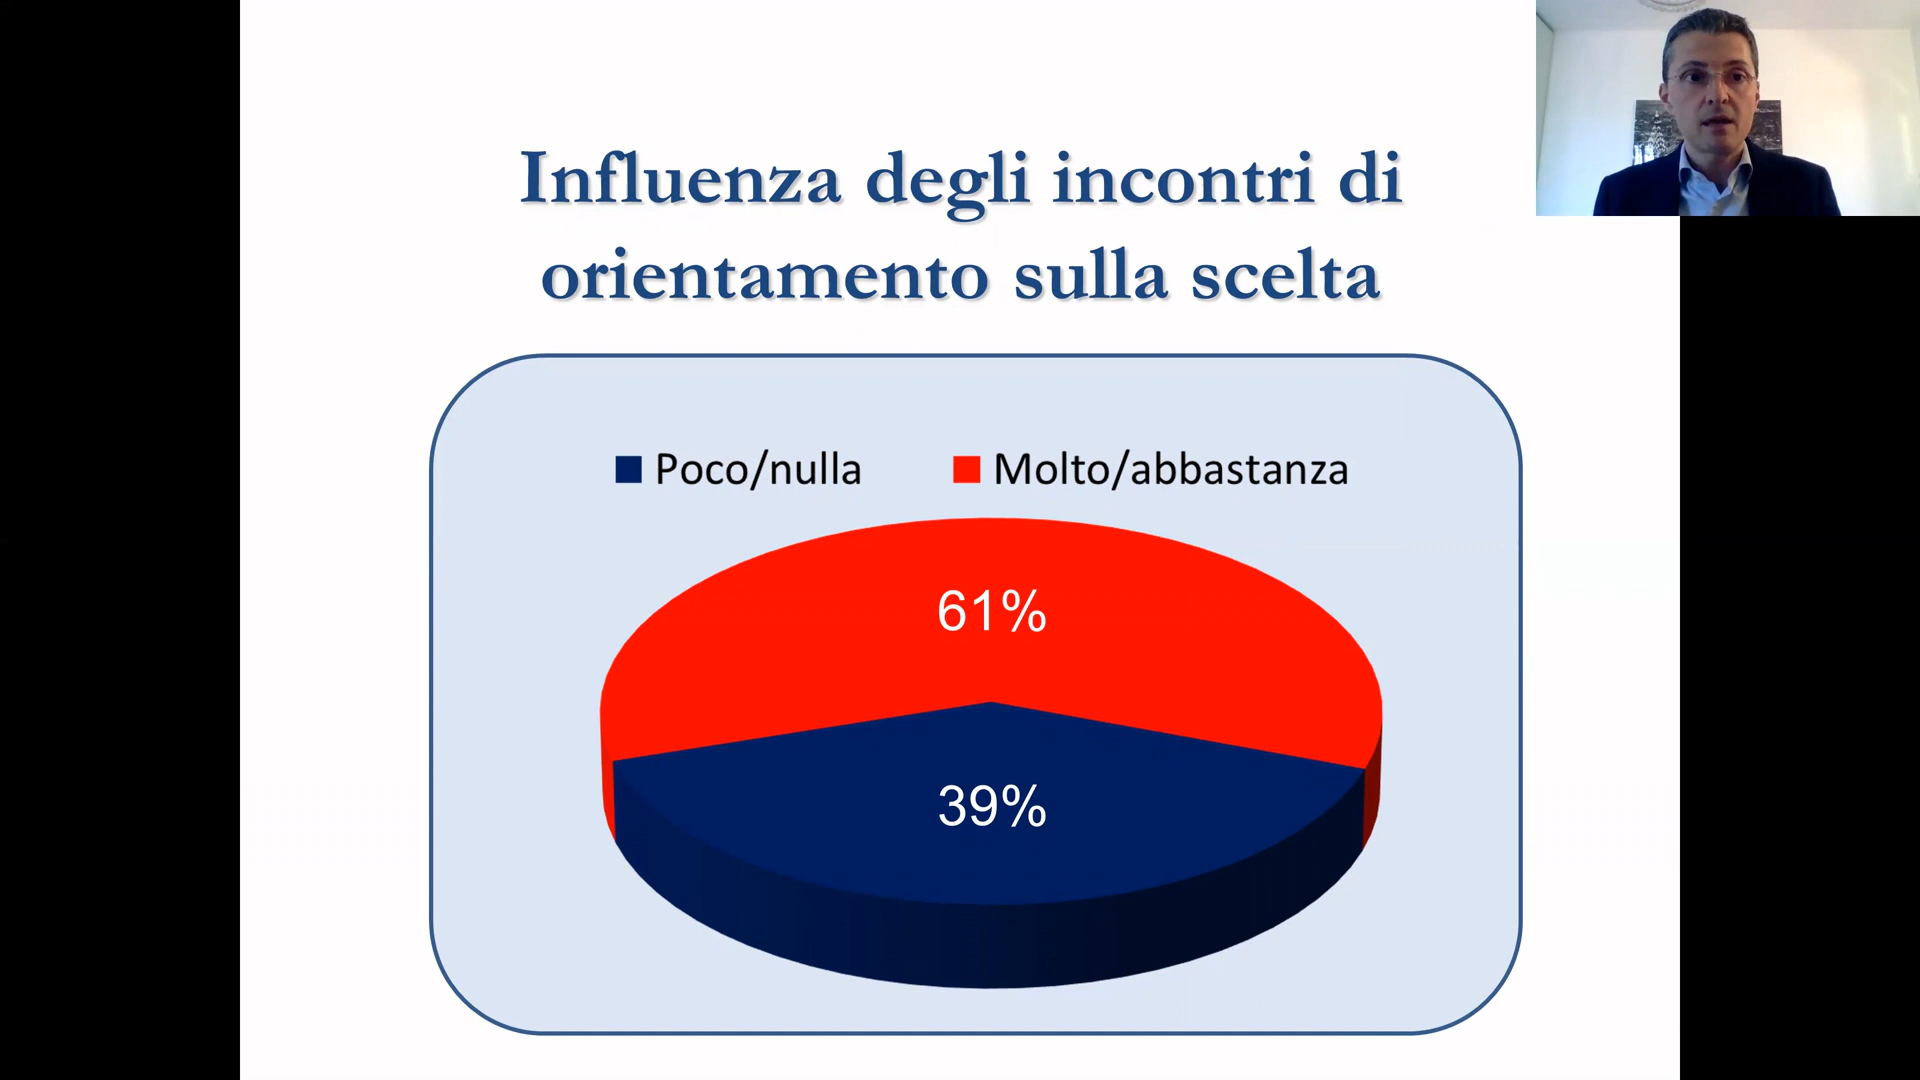 Influenza degli incontri di
orientamento sulla scelta
Poco/nulla Molto/abbastanza
61%
39%